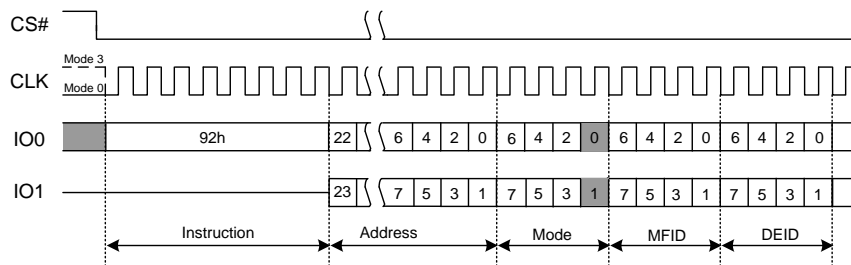 CS#
Mode 3
CLK
Mode 0
IO0 92h 22 6 4 2 0 6 4 2 0 6 4 2 0 6 4 2 0
IO1 23 7 5 3 1 7 5 3 1 7 5 3 1 7 5 3 1
Instruction Address Mode MFID DEID